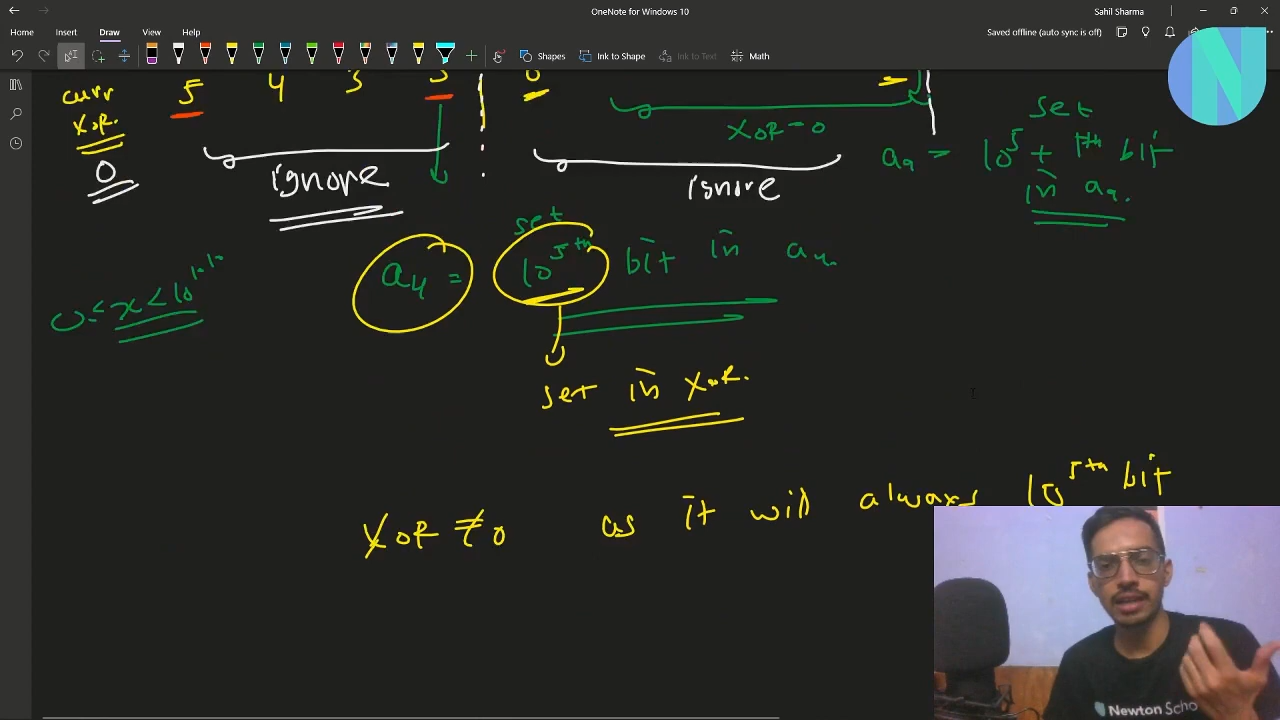 OneNote for Windows 10
Sahil Sharma
Home Insert Draw View Help
Saved offline (auto sync is off)
Shapes Ink to Shape Ink to Text Math
curr 5 4 3 3 0
XOR.
0
ignore
XOR = 0
ignore
set
a9 = 10^5 + 1th bit
in a9.
set
a4 = 10^5th bit in a4.
set in XOR.
XOR ≠ 0 as it will always 10^5th bit
Newton Scho